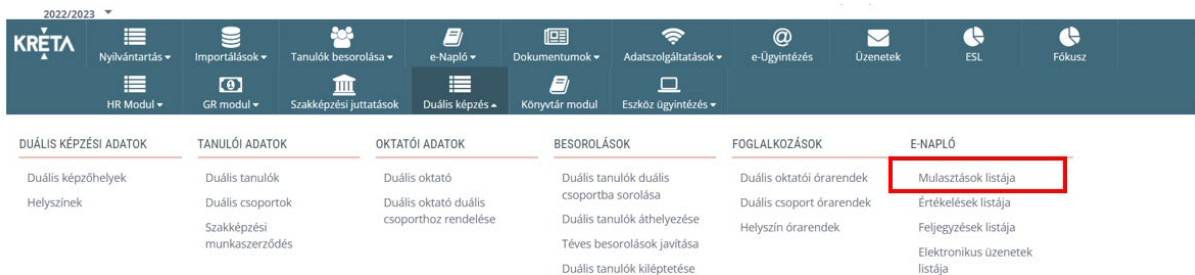 2022/2023
KRÉTA
Nyilvántartás
Importálások
Tanulók besorolása
e-Napló
Dokumentumok
Adatszolgáltatások
e-Ügyintézés
Üzenetek
ESL
Fókusz
HR Modul
GR modul
Szakképzési juttatások
Duális képzés
Könyvtár modul
Eszköz ügyintézés
DUÁLIS KÉPZÉSI ADATOK
Duális képzőhelyek
Helyszínek
TANULÓI ADATOK
Duális tanulók
Duális csoportok
Szakképzési
munkaszerződés
OKTATÓI ADATOK
Duális oktató
Duális oktató duális
csoporthoz rendelése
BESOROLÁSOK
Duális tanulók duális
csoportba sorolása
Duális tanulók áthelyezése
Téves besorolások javítása
Duális tanulók kiléptetése
FOGLALKOZÁSOK
Duális oktatói órarendek
Duális csoport órarendek
Helyszín órarendek
E-NAPLÓ
Mulasztások listája
Értékelések listája
Feljegyzések listája
Elektronikus üzenetek
listája